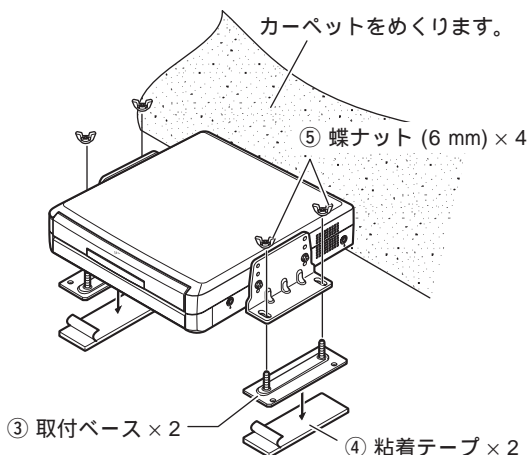 カーペットをめくります。
⑤ 蝶ナット (6 mm) × 4
③ 取付ベース × 2
④ 粘着テープ × 2